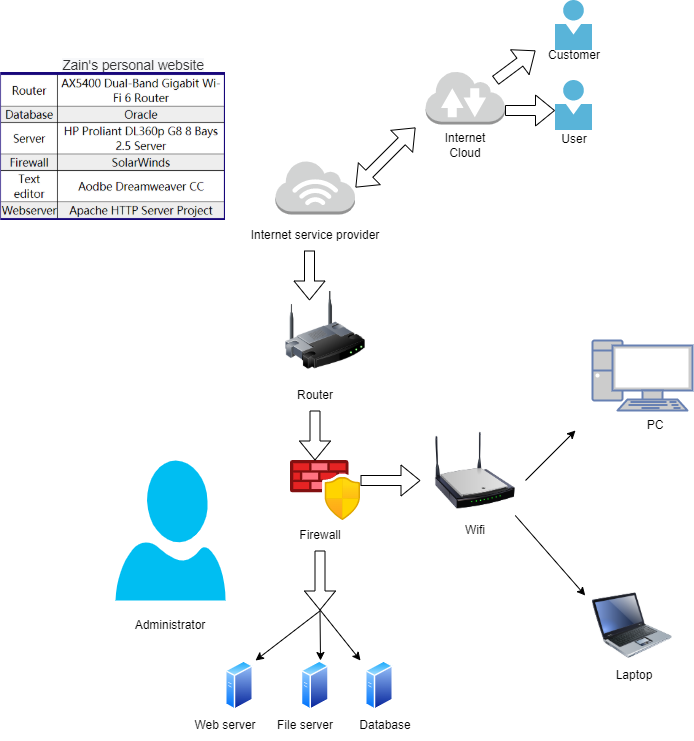 Customer
Zain's personal website
Router
AX5400 Dual-Band Gigabit Wi-
Fi 6 Router
Database
Oracle
Server
HP Proliant DL360p G8 8 Bays
2.5 Server
Firewall
SolarWinds
Text
editor
Aodbe Dreamweaver CC
Webserver
Apache HTTP Server Project
Internet
Cloud
User
Internet service provider
Router
PC
Firewall
Wifi
Administrator
Laptop
Web server
File server
Database